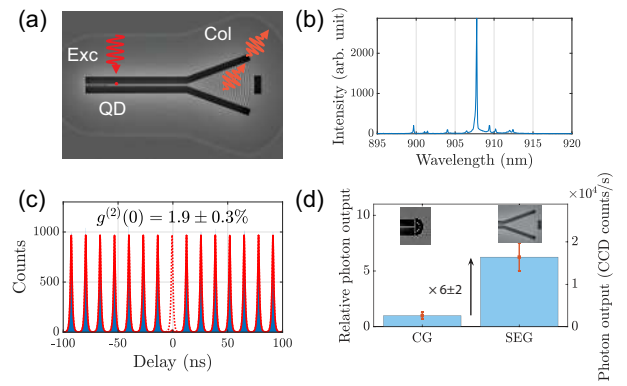 (a)
Exc
Col
QD
(b)
Intensity (arb. unit)
2000
1000
0
895 900 905 910 915 920
Wavelength (nm)
(c)
g⁽²⁾(0) = 1.9 ± 0.3%
Counts
1000
500
0
-100 -50 0 50 100
Delay (ns)
(d)
Relative photon output
10
5
0
×6±2
CG SEG
×10⁴
2
1
0
Photon output (CCD counts/s)